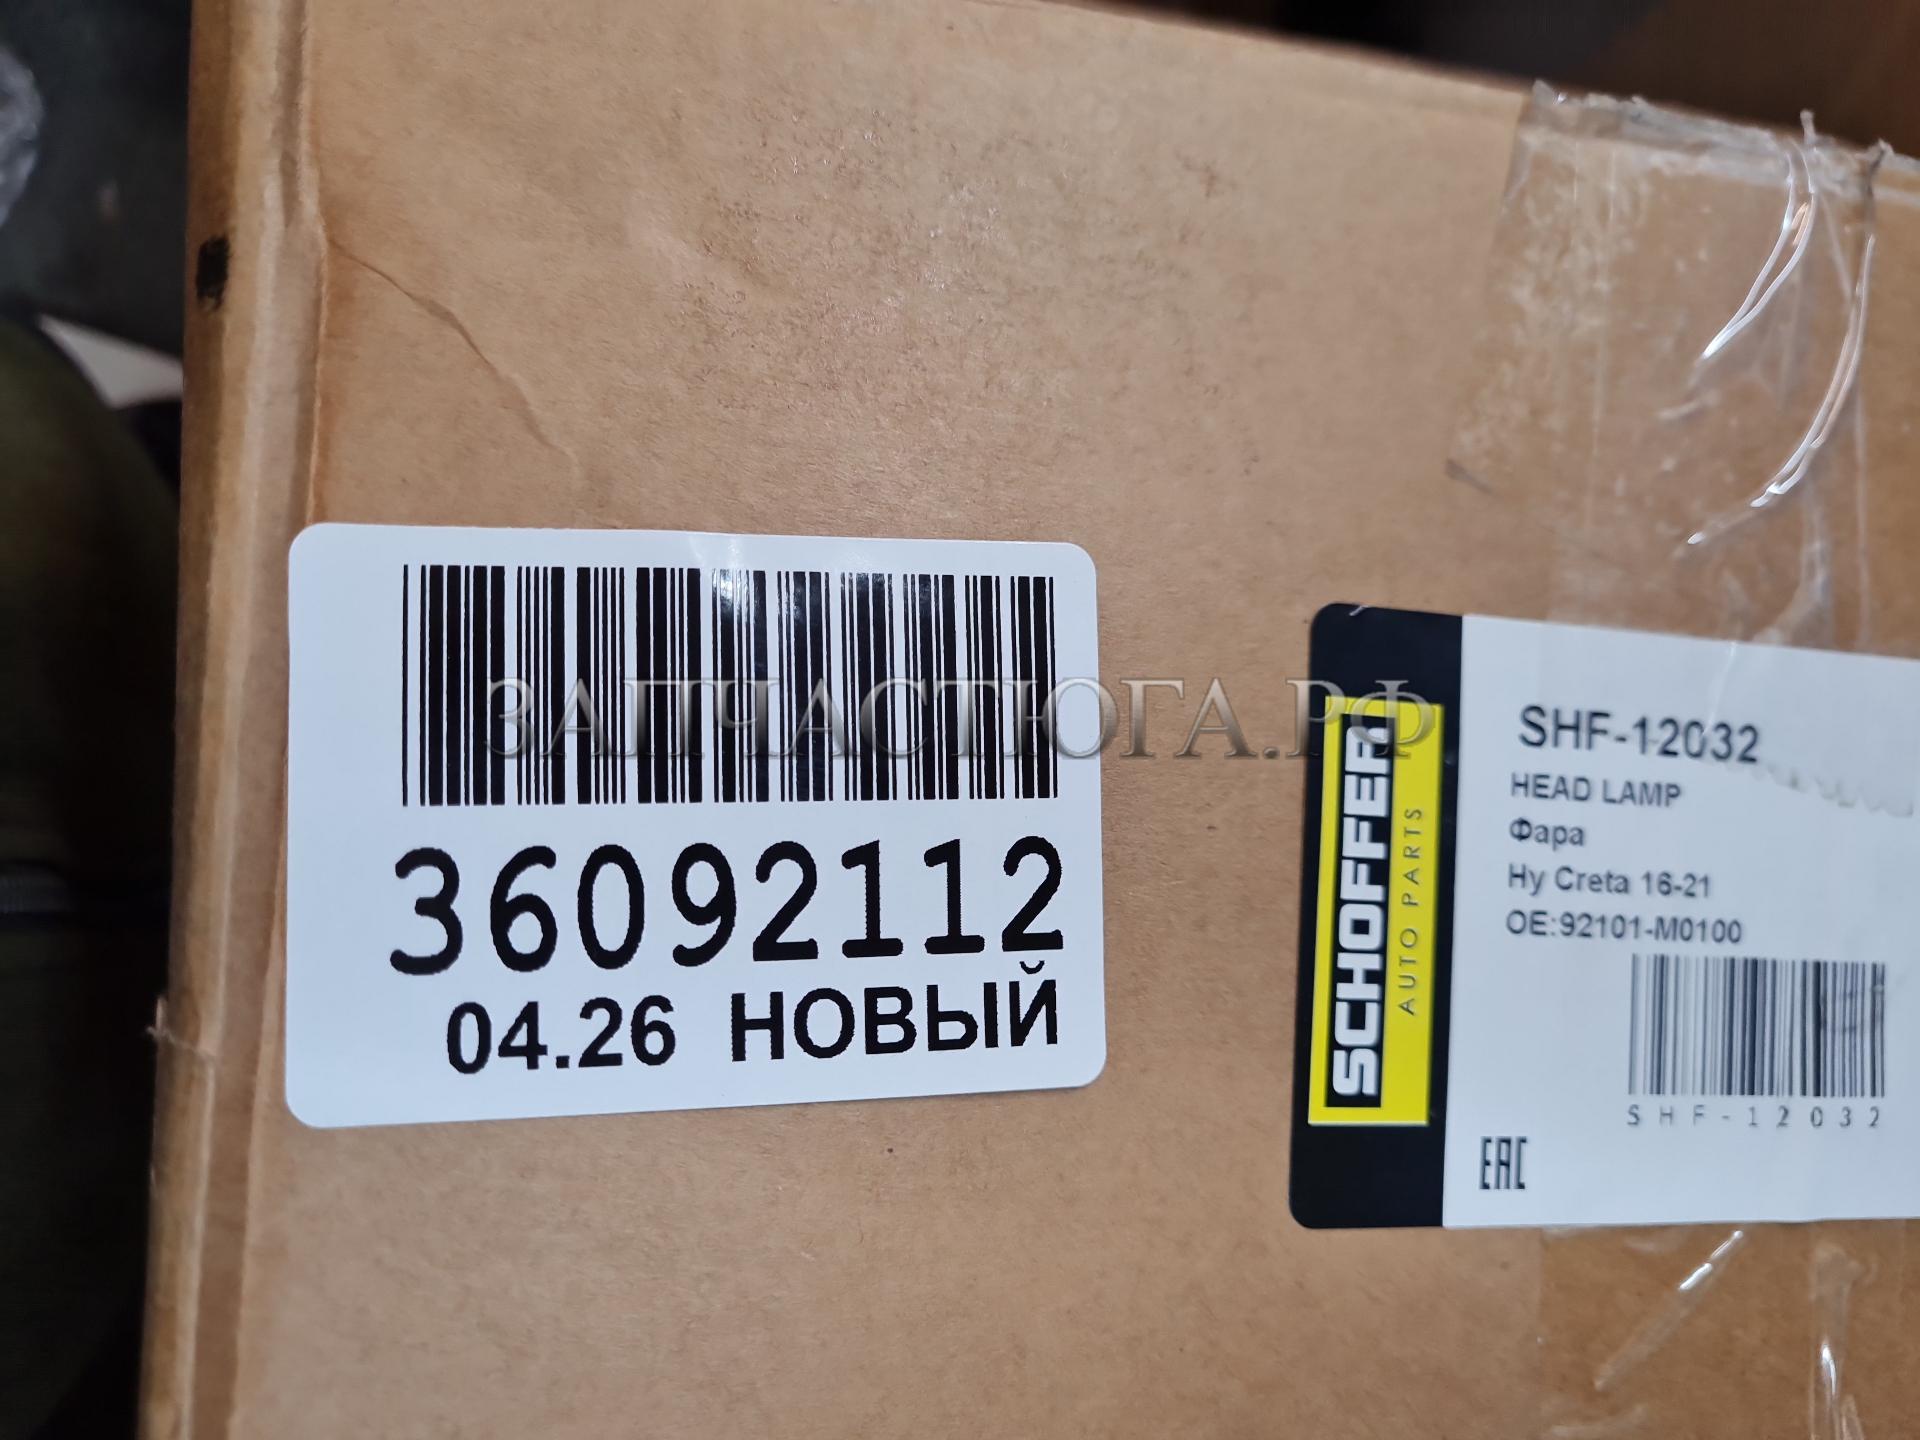 36092112
04.26 НОВЫЙ
ЗАПЧАСТЮГА.РФ
SCHOFFER
AUTO PARTS
SHF-12032
HEAD LAMP
Фара
Hy Creta 16-21
OE:92101-M0100
SHF-12032
EAC